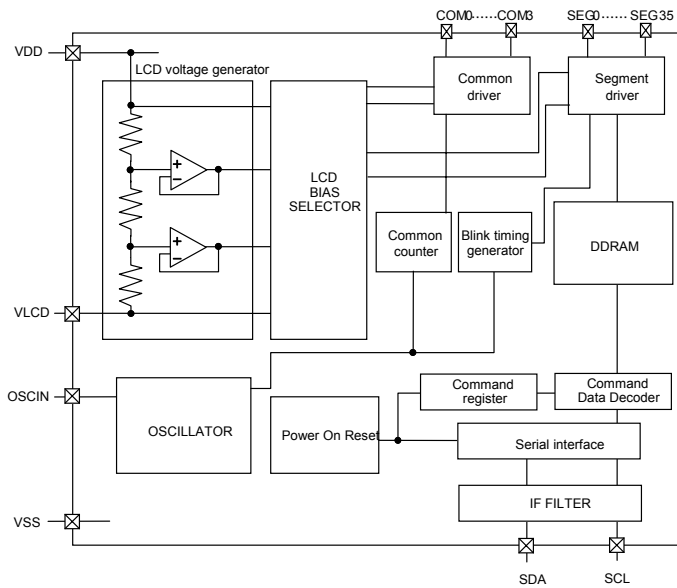 COM0……COM3 SEG0…… SEG35
VDD
LCD voltage generator
Common
driver
Segment
driver
+
−
LCD
BIAS
SELECTOR
+
−
Common
counter
Blink timing
generator
DDRAM
VLCD
OSCIN
OSCILLATOR
Power On Reset
Command
register
Command
Data Decoder
Serial interface
IF FILTER
VSS
SDA SCL